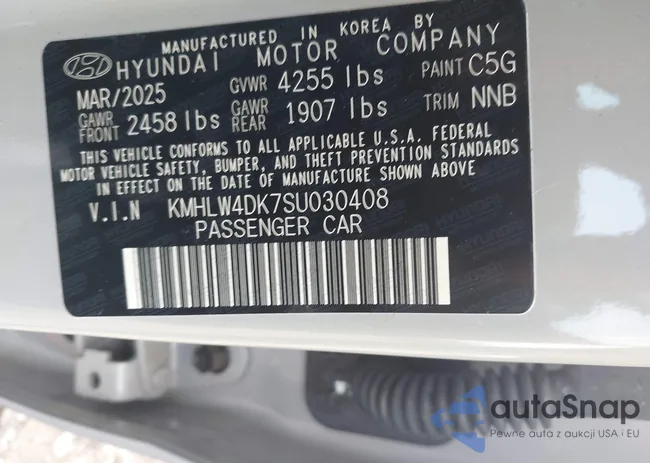 MANUFACTURED IN KOREA BY
HYUNDAI MOTOR COMPANY
MAR/2025 GVWR 4255 lbs PAINT C5G
GAWR FRONT 2458 lbs GAWR REAR 1907 lbs TRIM NNB
THIS VEHICLE CONFORMS TO ALL APPLICABLE U.S.A. FEDERAL
MOTOR VEHICLE SAFETY, BUMPER, AND THEFT PREVENTION STANDARDS
IN EFFECT ON THE DATE OF MANUFACTURE SHOWN ABOVE.
V.I.N KMHLW4DK7SU030408
PASSENGER CAR
autaSnap
Pewne auta z aukcji USA i EU